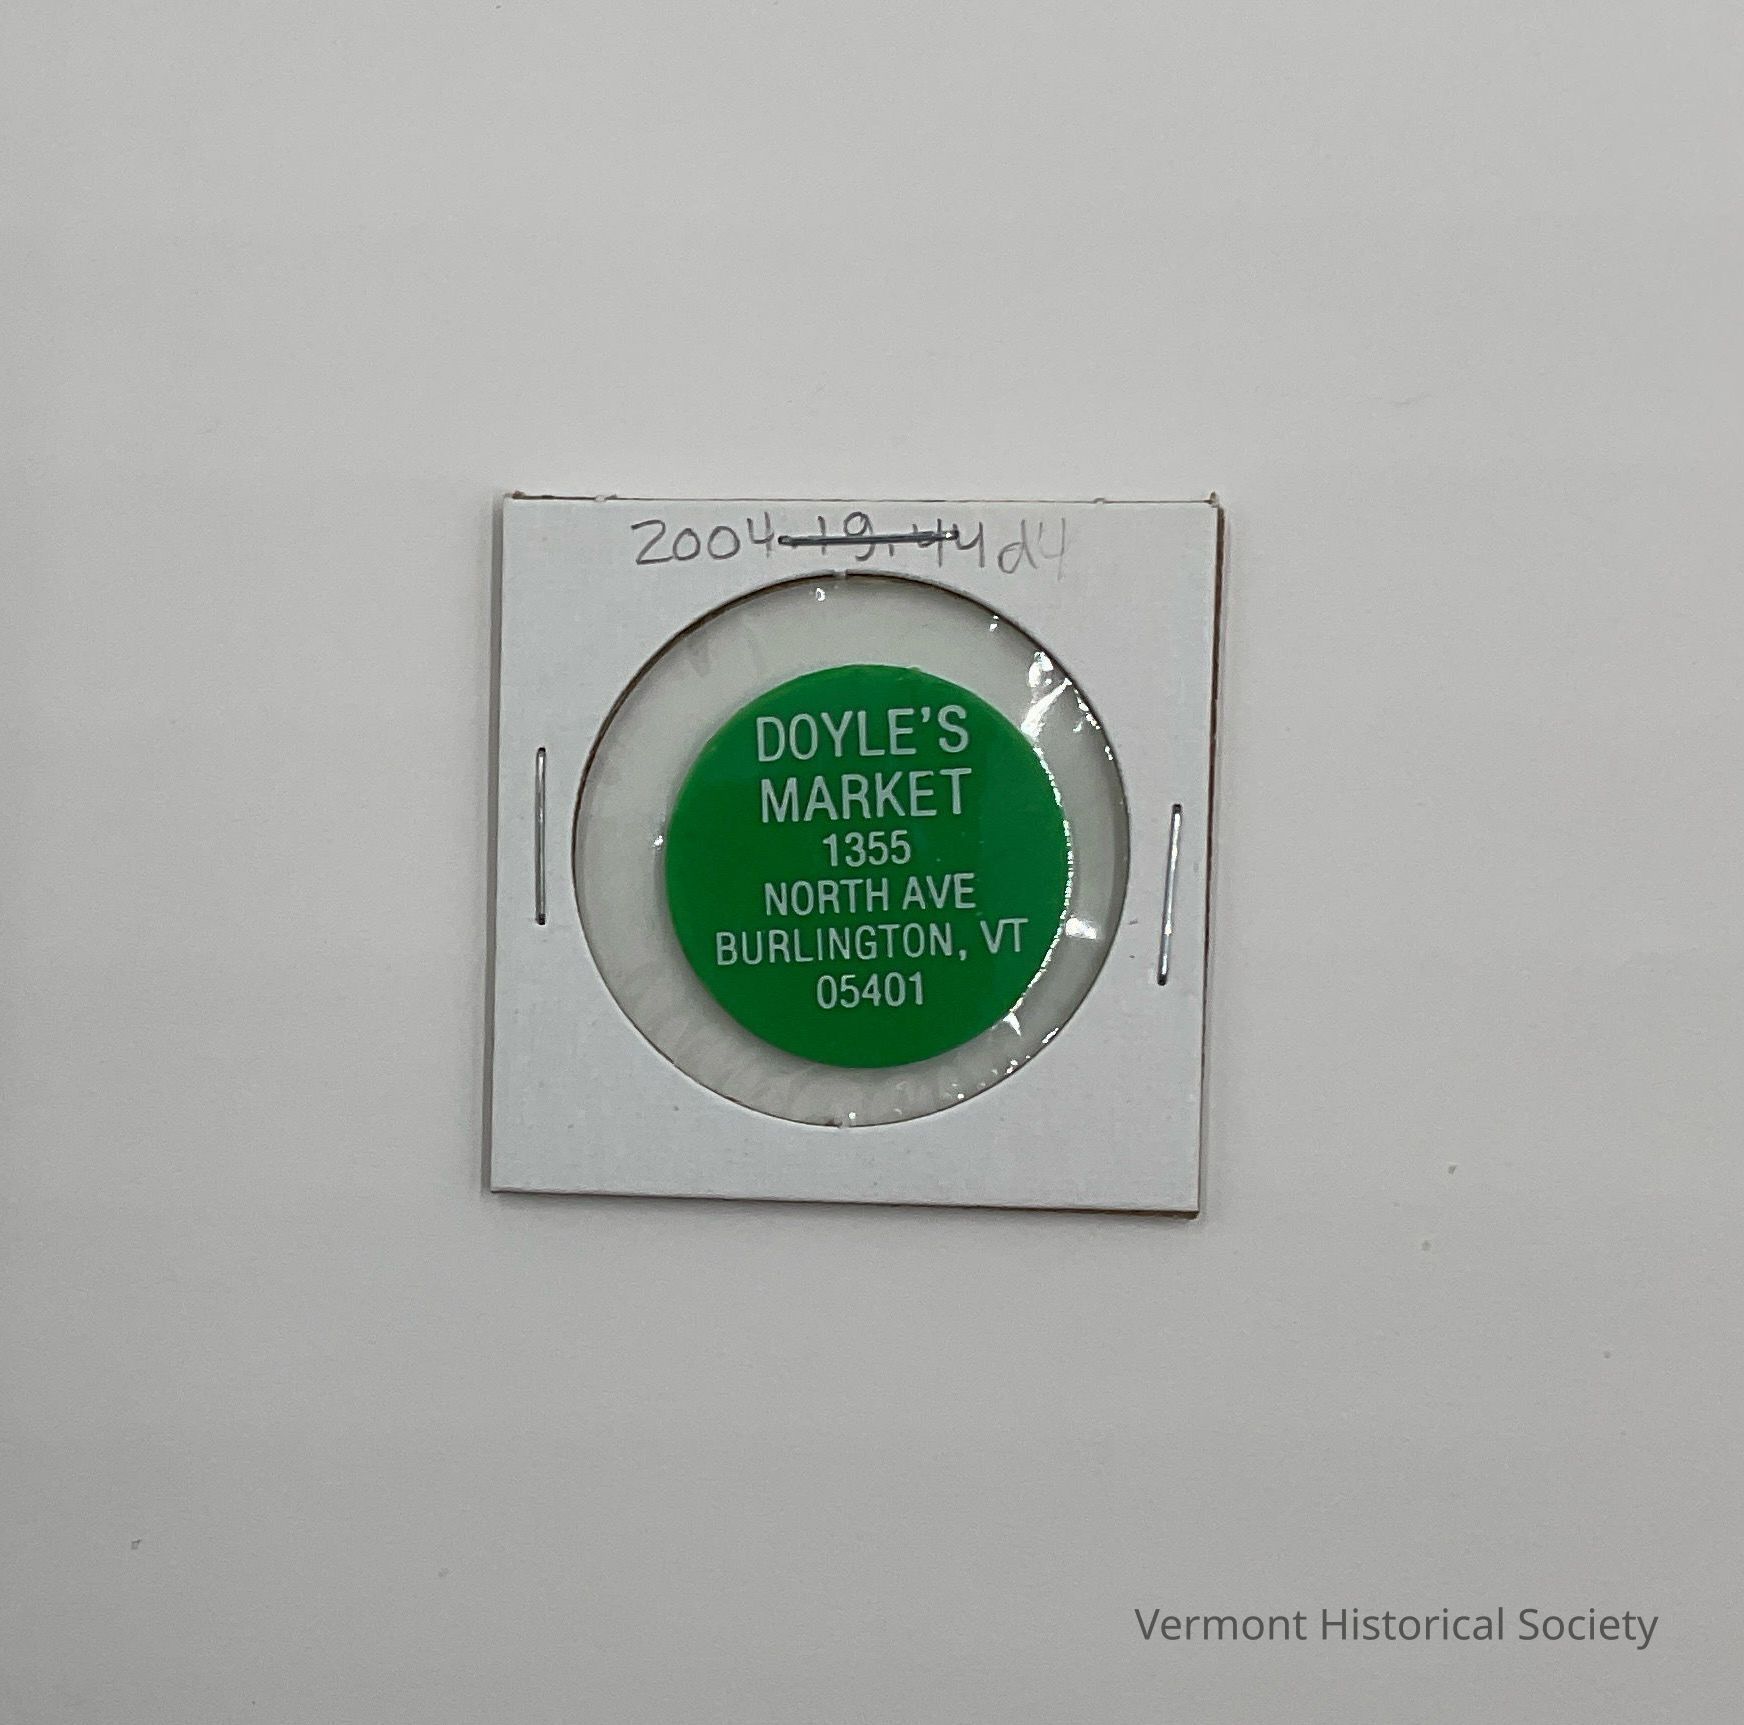 2004.19.44d4
DOYLE'S
MARKET
1355
NORTH AVE
BURLINGTON, VT
05401
Vermont Historical Society